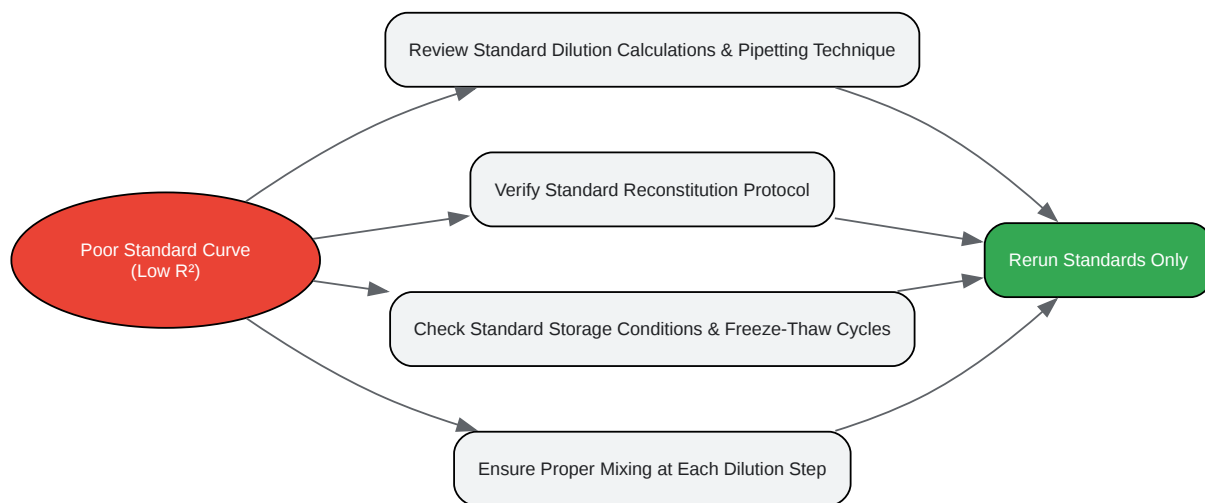 Review Standard Dilution Calculations & Pipetting Technique
Verify Standard Reconstitution Protocol
Poor Standard Curve
(Low R²)
Rerun Standards Only
Check Standard Storage Conditions & Freeze-Thaw Cycles
Ensure Proper Mixing at Each Dilution Step